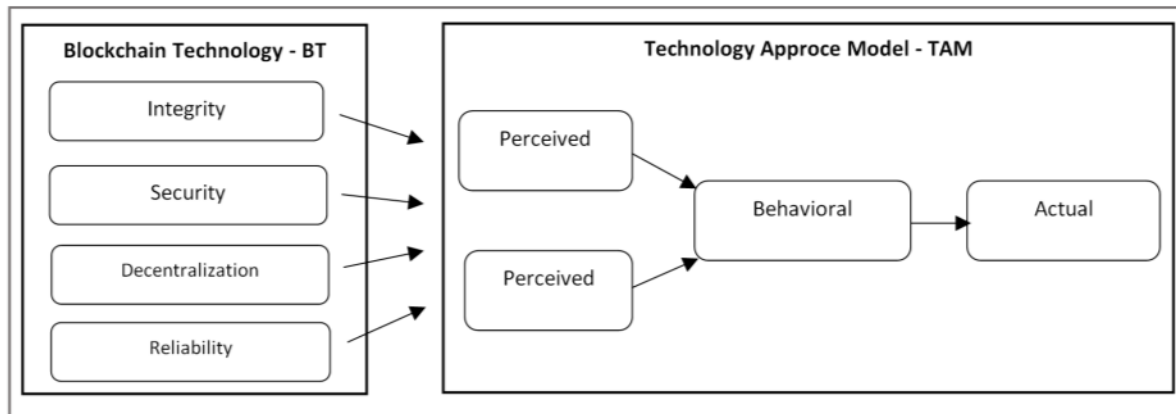 Blockchain Technology - BT
Integrity
Security
Decentralization
Reliability
Technology Approce Model - TAM
Perceived
Perceived
Behavioral
Actual